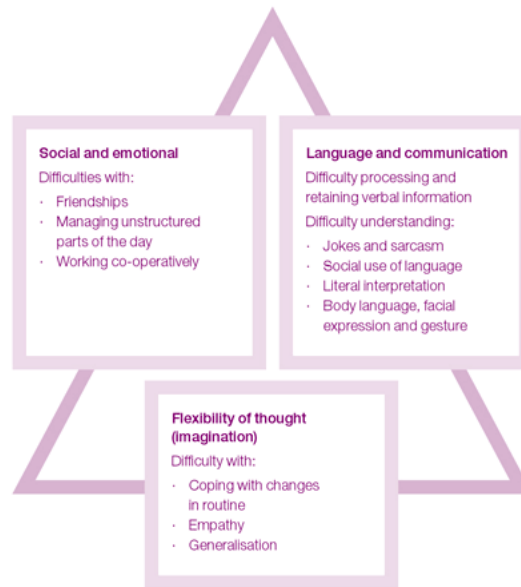 Social and emotional
Difficulties with:
· Friendships
· Managing unstructured
parts of the day
· Working co-operatively
Language and communication
Difficulty processing and
retaining verbal information
Difficulty understanding:
· Jokes and sarcasm
· Social use of language
· Literal interpretation
· Body language, facial
expression and gesture
Flexibility of thought
(imagination)
Difficulty with:
· Coping with changes
in routine
· Empathy
· Generalisation